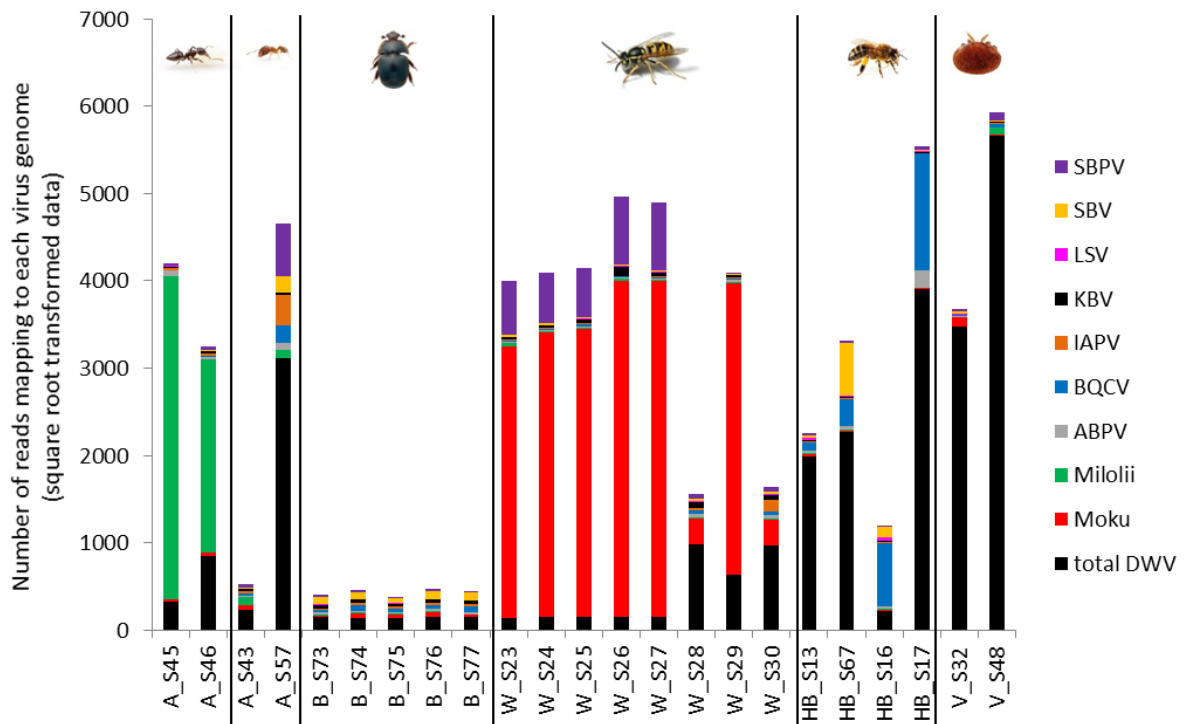 Number of reads mapping to each virus genome
(square root transformed data)
7000
6000
5000
4000
3000
2000
1000
0
SBPV
SBV
LSV
KBV
IAPV
BQCV
ABPV
Milolii
Moku
total DWV
A_S45
A_S46
A_S43
A_S57
B_S73
B_S74
B_S75
B_S76
B_S77
W_S23
W_S24
W_S25
W_S26
W_S27
W_S28
W_S29
W_S30
HB_S13
HB_S67
HB_S16
HB_S17
V_S32
V_S48